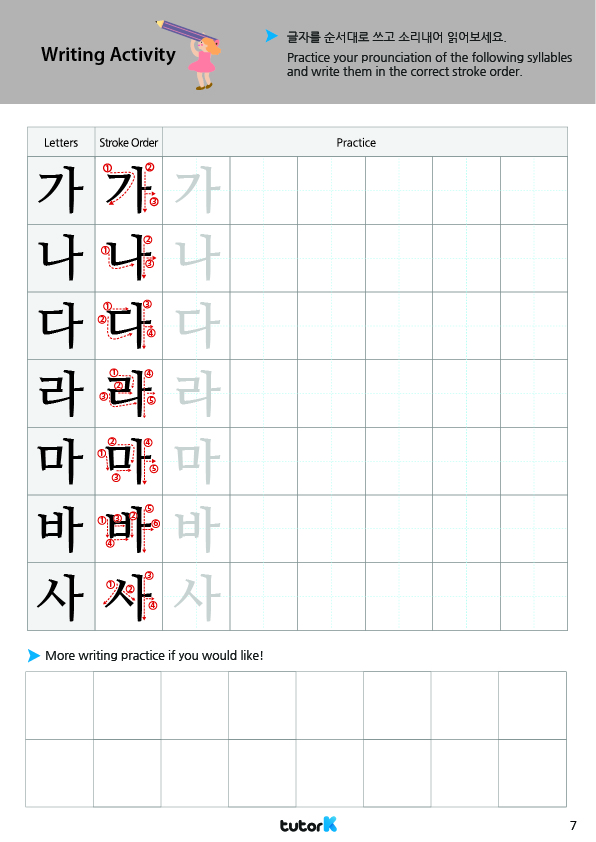 Writing Activity
글자를 순서대로 쓰고 소리내어 읽어보세요.
Practice your prounciation of the following syllables
and write them in the correct stroke order.
Letters Stroke Order Practice
가 가 ① ② ③ 가
나 나 ① ② ③ 나
다 다 ① ② ③ ④ 다
라 라 ① ② ③ ④ ⑤ 라
마 마 ① ② ③ ④ ⑤ 마
바 바 ① ② ③ ④ ⑤ ⑥ 바
사 사 ① ② ③ ④ 사
More writing practice if you would like!
tutorK
7